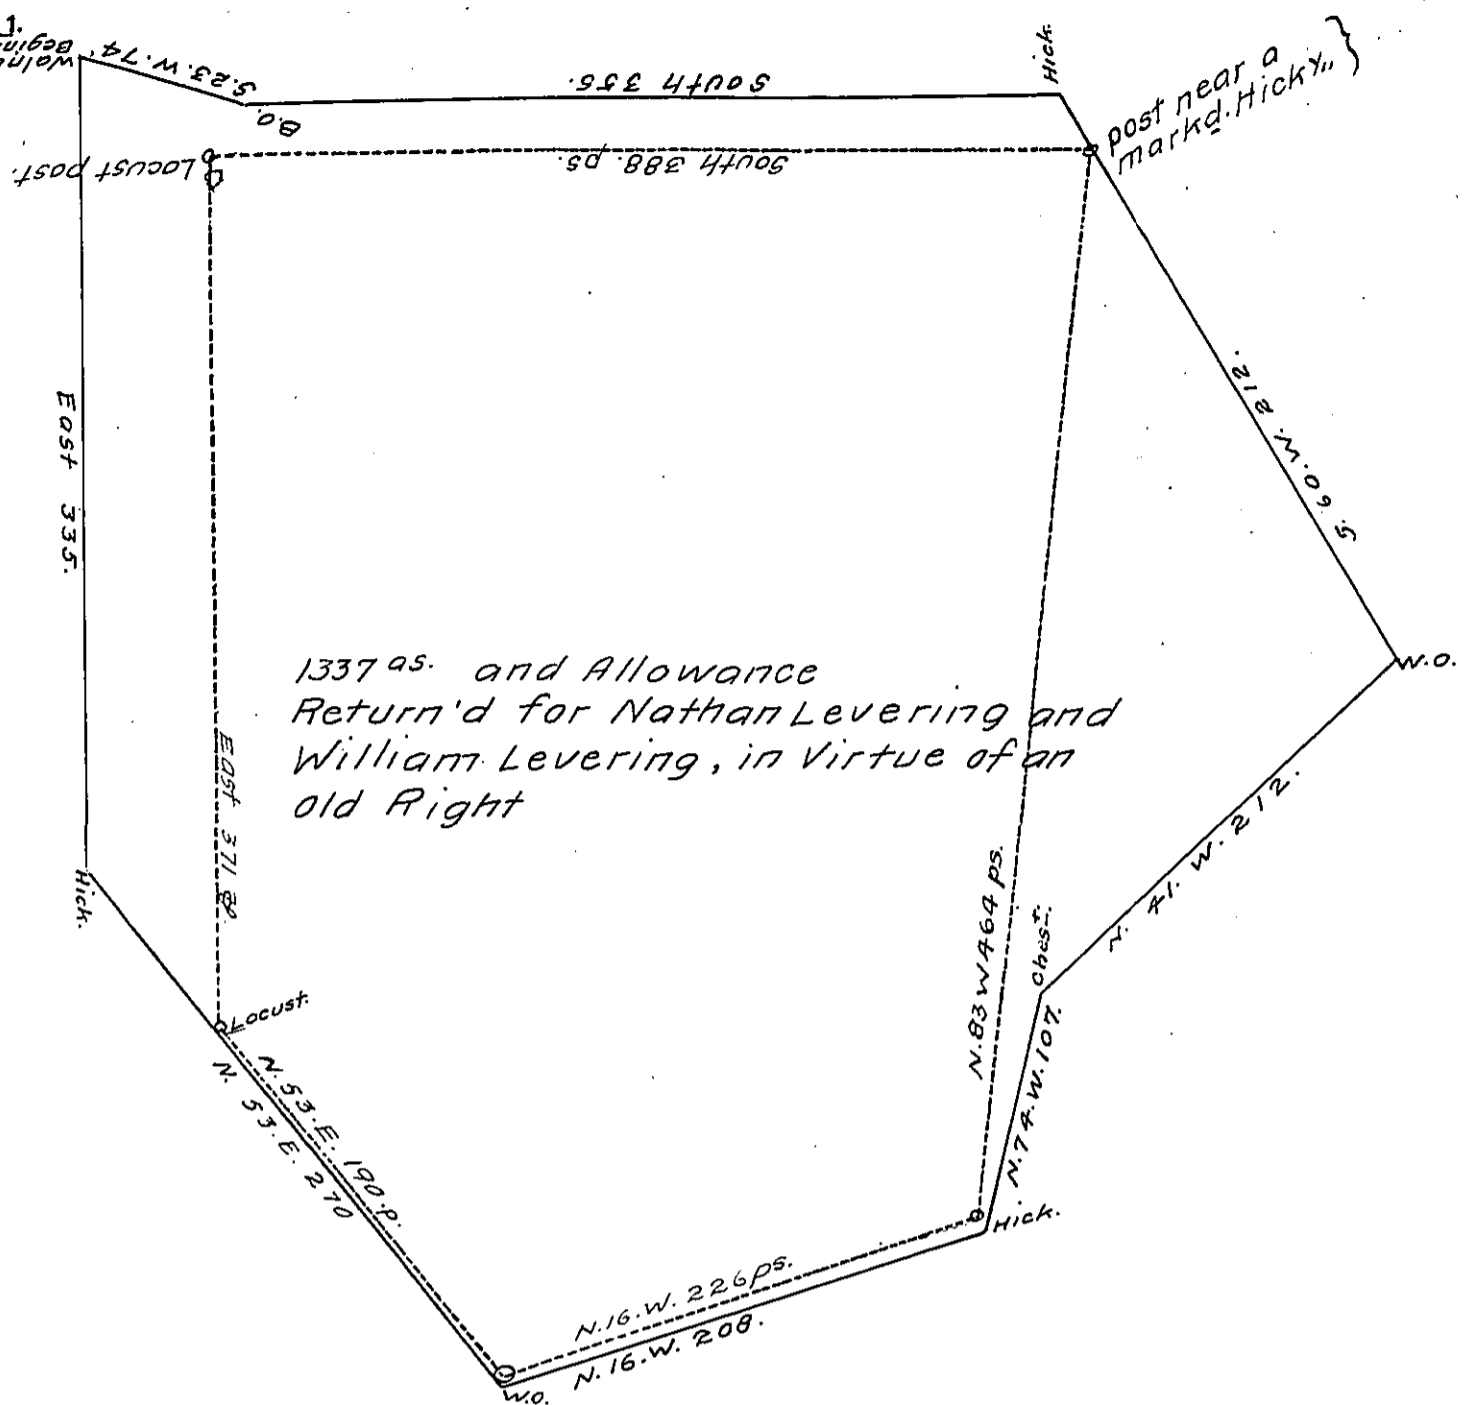 1.
S.23.W.74
B.O.
South 355.
Hick.
post near a
markd. Hicky,,
Locust post.
South 388 ps.
S. 60. W. 212.
W.O.
East 335.
East 371 p.
1337 as. and Allowance
Return'd for Nathan Levering and
William Levering, in Virtue of an
old Right
N. 41. W. 212.
Chest.
N.83 W 464 ps.
N.74.W.107.
Hick.
Locust.
N.53.E.190.p.
N. 53.E. 270
Hick.
N.16.W. 226 ps.
N.16.W. 208.
W.O.